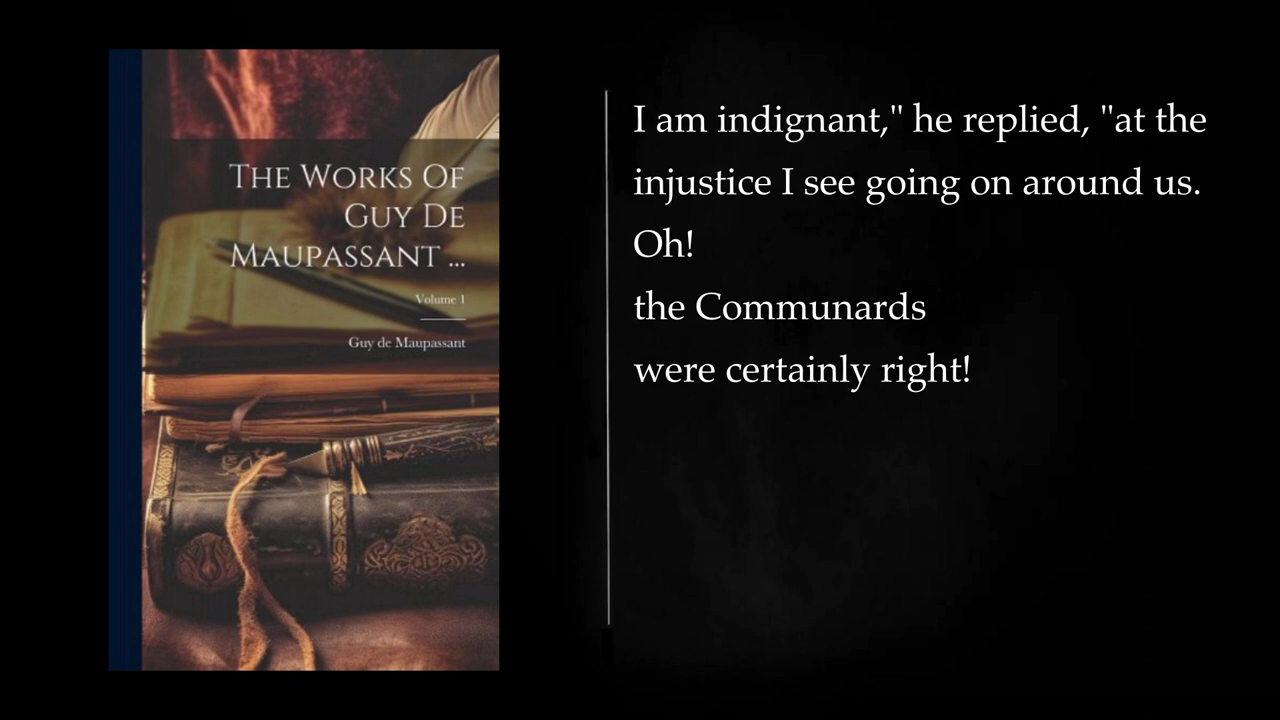 THE WORKS OF
GUY DE
MAUPASSANT ...
Volume 1
Guy de Maupassant
I am indignant," he replied, "at the
injustice I see going on around us.
Oh!
the Communards
were certainly right!